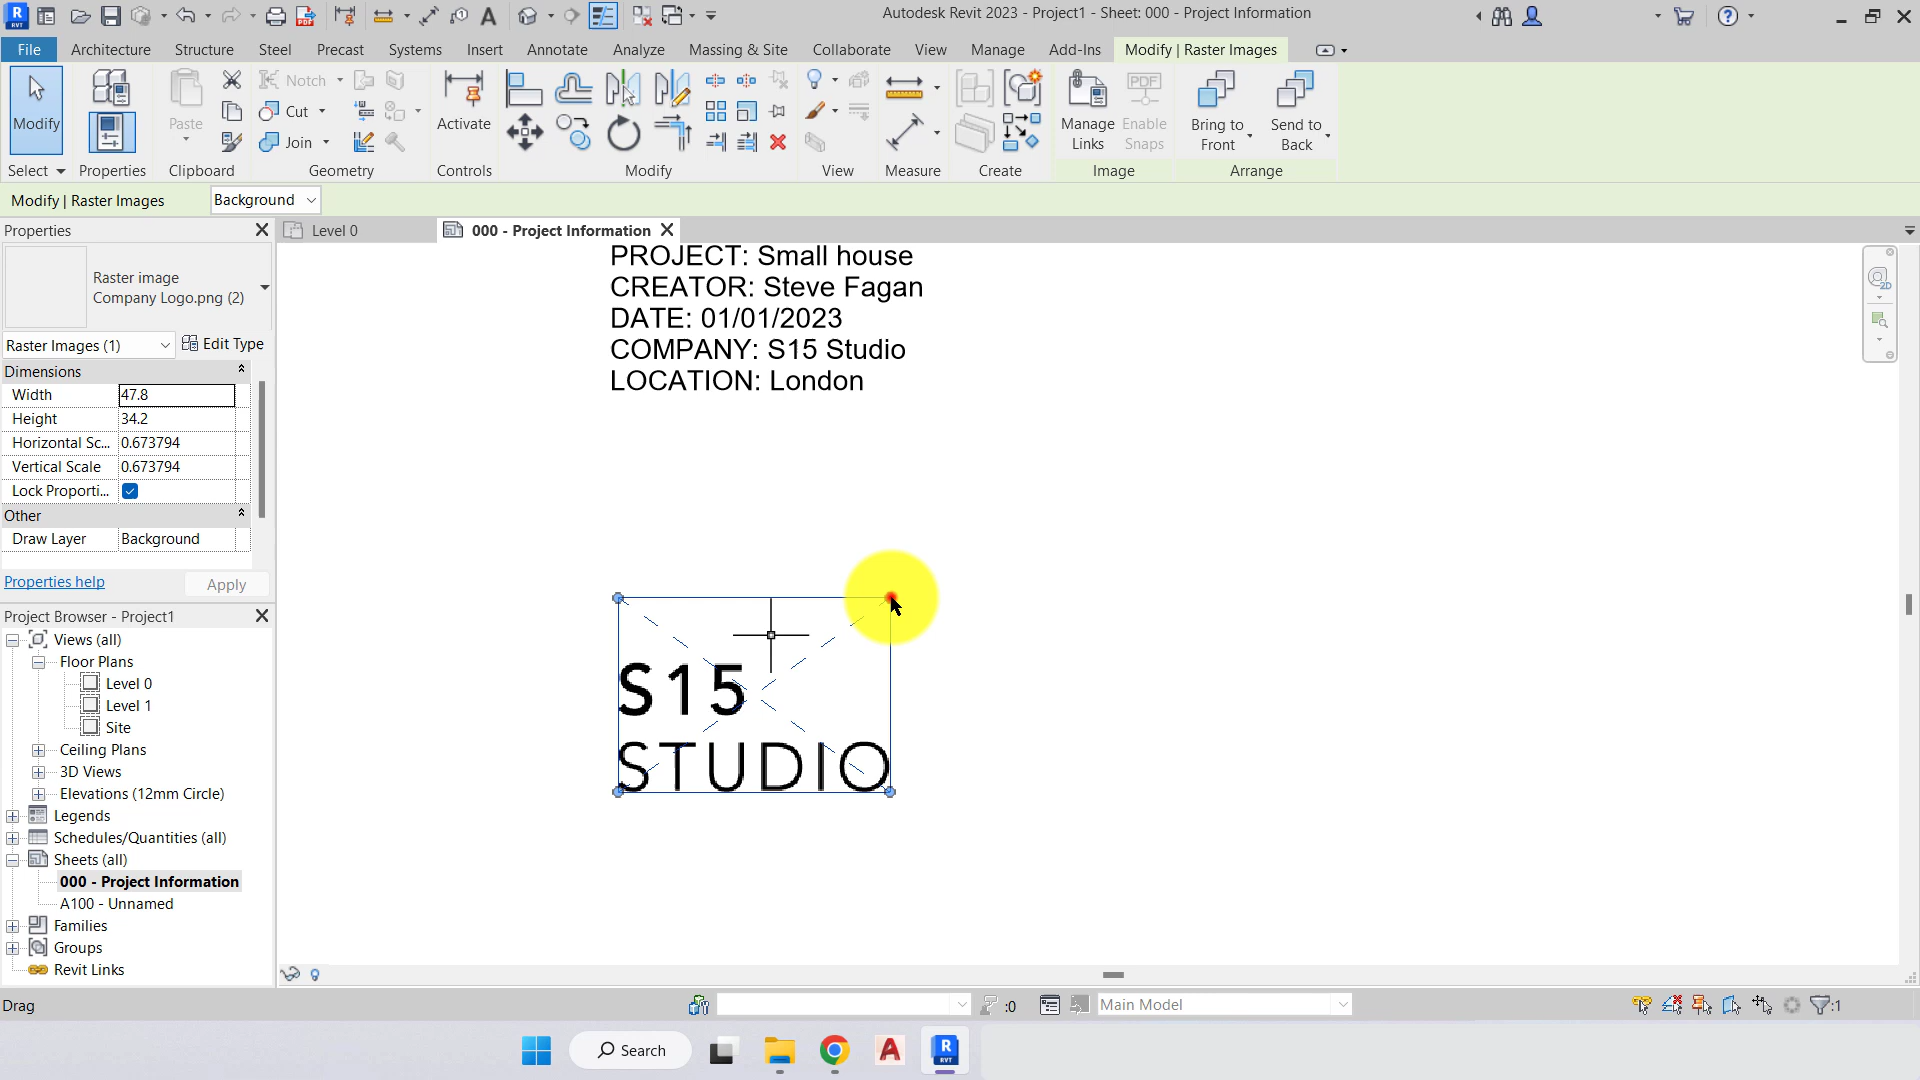 Autodesk Revit 2023 - Project1 - Sheet: 000 - Project Information
File Architecture Structure Steel Precast Systems Insert Annotate Analyze Massing & Site Collaborate View Manage Add-Ins Modify | Raster Images
Modify
Paste
Notch
Cut
Join
Activate
Manage Links
PDF
Enable Snaps
Bring to Front
Send to Back
Select Properties Clipboard Geometry Controls Modify View Measure Create Image Arrange
Modify | Raster Images Background
Properties
Raster image
Company Logo.png (2)
Raster Images (1) Edit Type
Dimensions
Width 47.8
Height 34.2
Horizontal Sc... 0.673794
Vertical Scale 0.673794
Lock Proporti...
Other
Draw Layer Background
Properties help Apply
Project Browser - Project1
Views (all)
Floor Plans
Level 0
Level 1
Site
Ceiling Plans
3D Views
Elevations (12mm Circle)
Legends
Schedules/Quantities (all)
Sheets (all)
000 - Project Information
A100 - Unnamed
Families
Groups
Revit Links
Level 0 000 - Project Information
PROJECT: Small house
CREATOR: Steve Fagan
DATE: 01/01/2023
COMPANY: S15 Studio
LOCATION: London
S15
STUDIO
2D
Drag :0 Main Model :1
Search
R
RVT
A
R
RVT